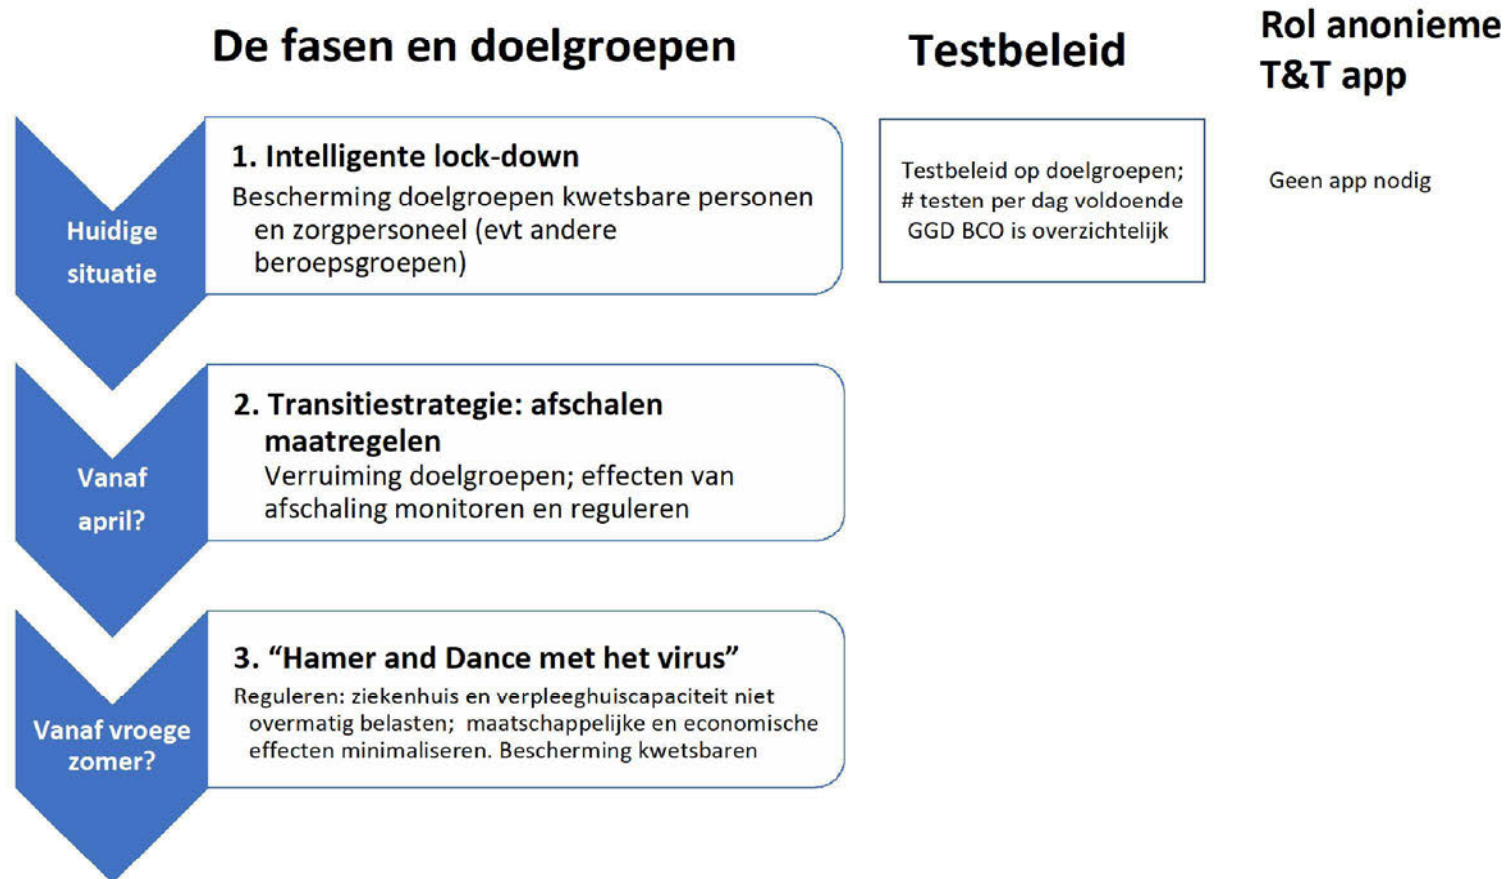 De fasen en doelgroepen
Testbeleid
Rol anonieme
T&T app
Huidige
situatie
1. Intelligente lock-down
Bescherming doelgroepen kwetsbare personen
en zorgpersoneel (evt andere
beroepsgroepen)
Testbeleid op doelgroepen;
# testen per dag voldoende
GGD BCO is overzichtelijk
Geen app nodig
Vanaf
april?
2. Transitiestrategie: afschalen
maatregelen
Verruiming doelgroepen; effecten van
afschaling monitoren en reguleren
Vanaf vroege
zomer?
3. “Hamer and Dance met het virus”
Reguleren: ziekenhuis en verpleeghuiscapaciteit niet
overmatig belasten; maatschappelijke en economische
effecten minimaliseren. Bescherming kwetsbaren